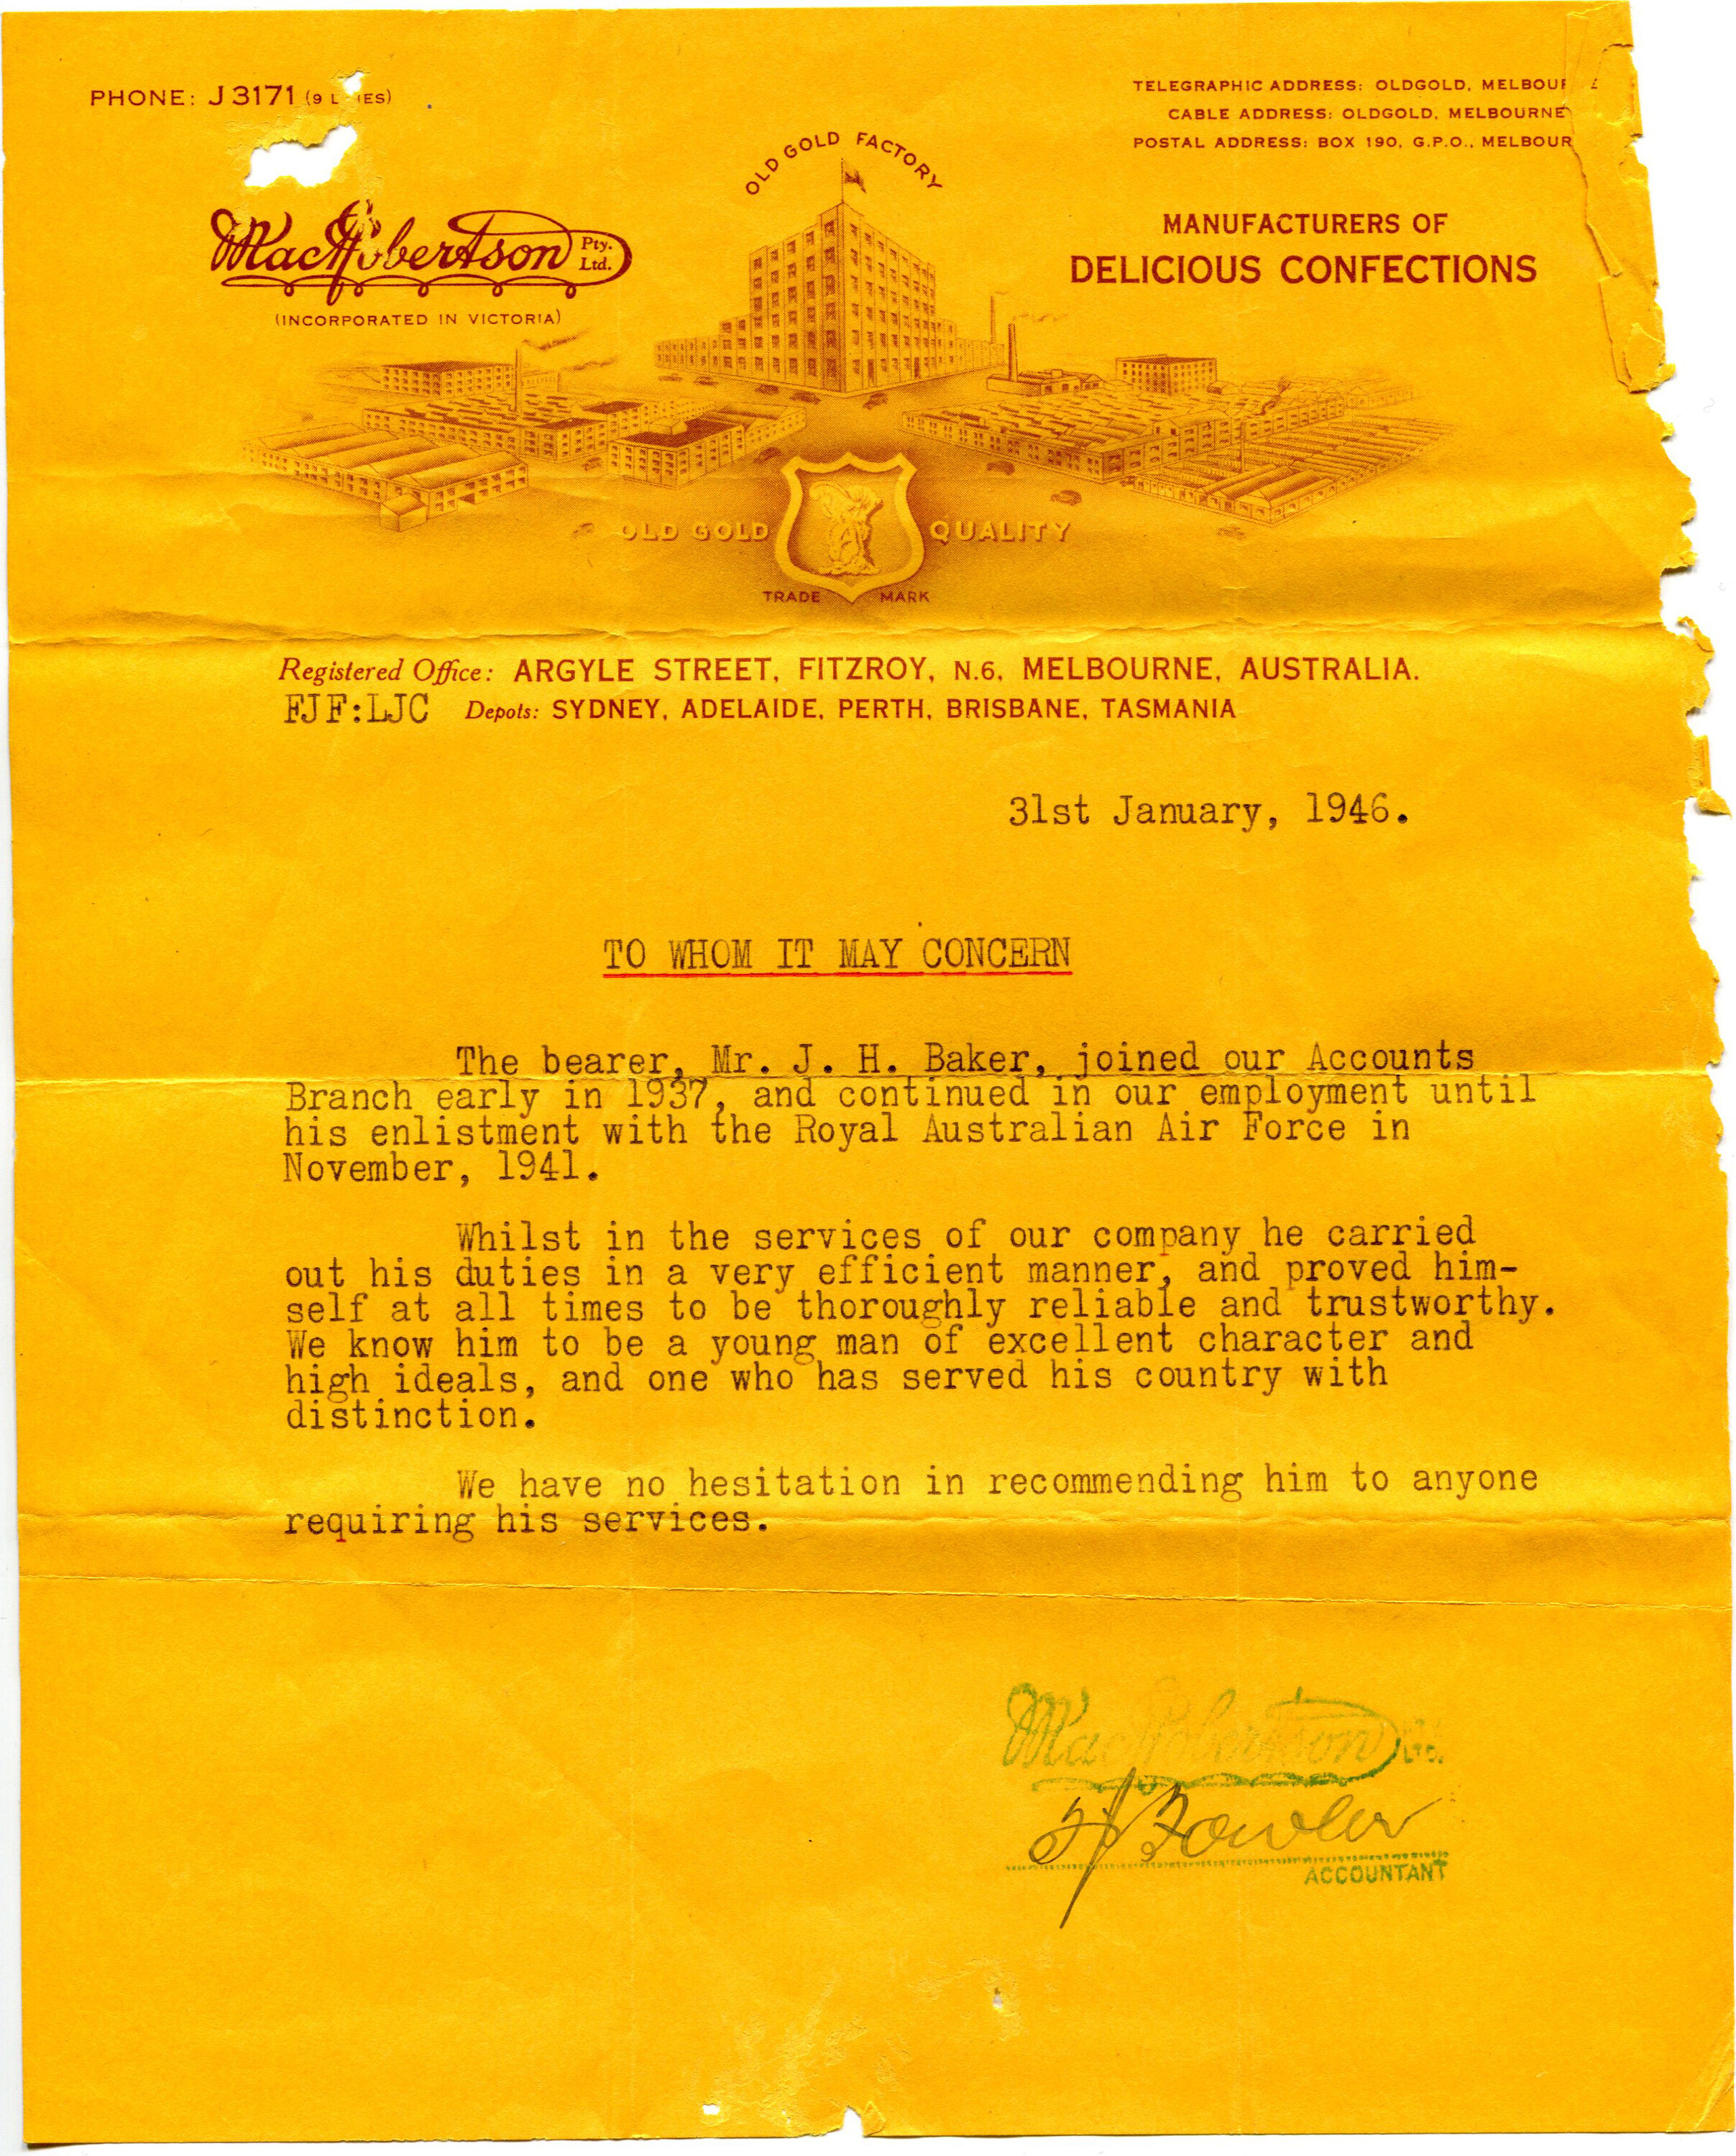 PHONE: J 3171 (9 L  ES)
TELEGRAPHIC ADDRESS: OLDGOLD, MELBOU
CABLE ADDRESS: OLDGOLD, MELBOURNE
POSTAL ADDRESS: BOX 190, G.P.O., MELBOUR
OLD GOLD FACTORY
MacRobertson Pty. Ltd.
(INCORPORATED IN VICTORIA)
MANUFACTURERS OF
DELICIOUS CONFECTIONS
OLD GOLD QUALITY
TRADE MARK
Registered Office: ARGYLE STREET, FITZROY, N.6, MELBOURNE, AUSTRALIA.
FJF:LJC Depots: SYDNEY, ADELAIDE, PERTH, BRISBANE, TASMANIA
31st January, 1946.
TO WHOM IT MAY CONCERN
The bearer, Mr. J. H. Baker, joined our Accounts
Branch early in 1937, and continued in our employment until
his enlistment with the Royal Australian Air Force in
November, 1941.
Whilst in the services of our company he carried
out his duties in a very efficient manner, and proved him-
self at all times to be thoroughly reliable and trustworthy.
We know him to be a young man of excellent character and
high ideals, and one who has served his country with
distinction.
We have no hesitation in recommending him to anyone
requiring his services.
MacRobertson
FJ Fowler
ACCOUNTANT